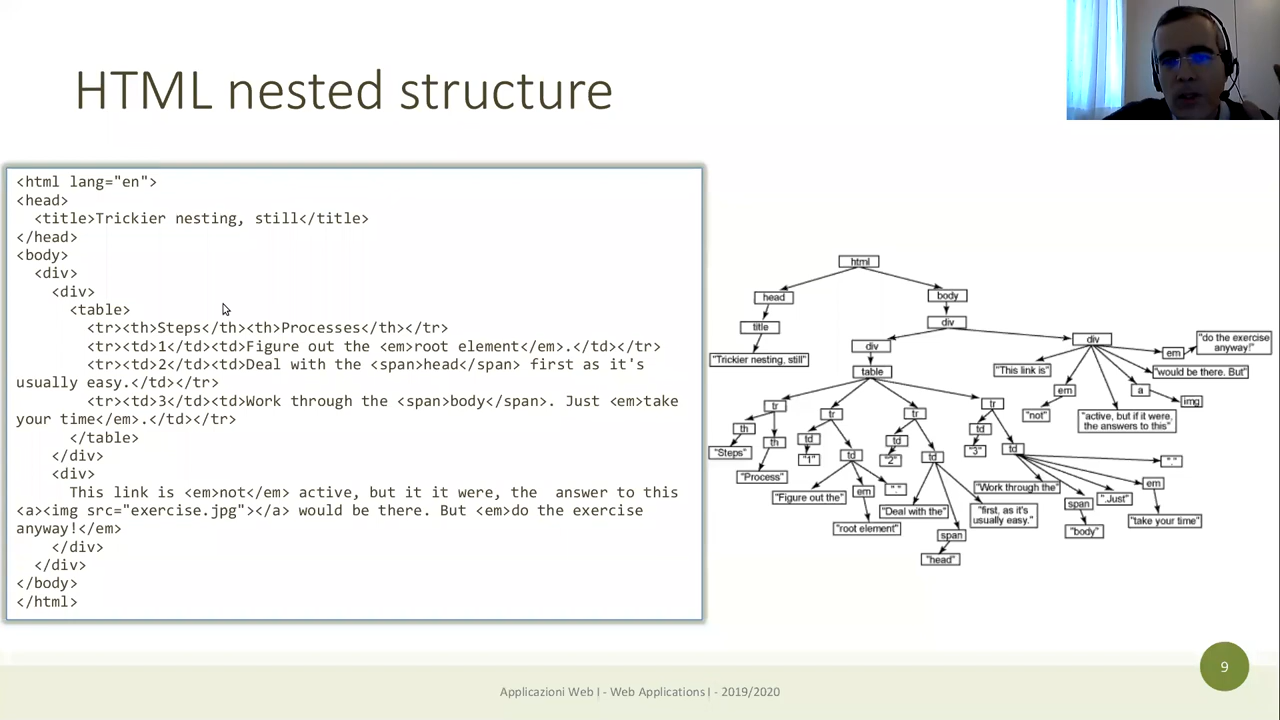 HTML nested structure
<html lang="en">
<head>
<title>Trickier nesting, still</title>
</head>
<body>
<div>
<div>
<table>
<tr><th>Steps</th><th>Processes</th></tr>
<tr><td>1</td><td>Figure out the <em>root element</em>.</td></tr>
<tr><td>2</td><td>Deal with the <span>head</span> first as it's
usually easy.</td></tr>
<tr><td>3</td><td>Work through the <span>body</span>. Just <em>take
your time</em>.</td></tr>
</table>
</div>
<div>
This link is <em>not</em> active, but it it were, the  answer to this
<a><img src="exercise.jpg"></a> would be there. But <em>do the exercise
anyway!</em>
</div>
</div>
</body>
</html>
html
head
body
title
div
"Trickier nesting, still"
div
div
"do the exercise
anyway!"
em
table
"This link is"
"would be there. But"
em
a
img
"not"
"active, but if it were,
the answers to this"
tr
tr
tr
tr
th
th
td
td
td
td
td
td
"Steps"
"Process"
"1"
"2"
"3"
"."
"Figure out the"
em
"."
"root element"
"Deal with the"
span
"first, as it's
usually easy."
"head"
"Work through the"
span
".Just"
em
"body"
"take your time"
9
Applicazioni Web I - Web Applications I - 2019/2020